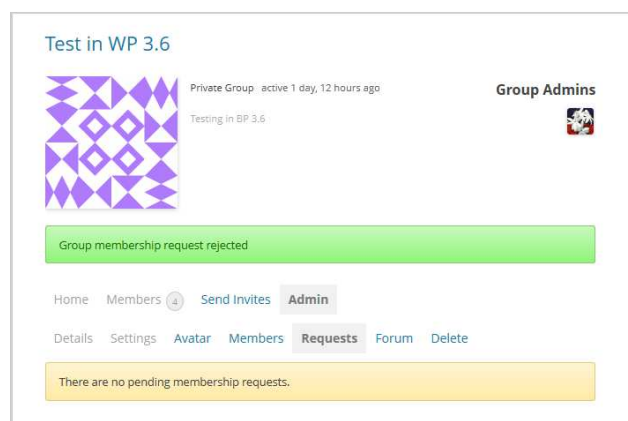 Test in WP 3.6
Private Group active 1 day, 12 hours ago
Group Admins
Testing in BP 3.6
Group membership request rejected
Home Members 4 Send Invites Admin
Details Settings Avatar Members Requests Forum Delete
There are no pending membership requests.